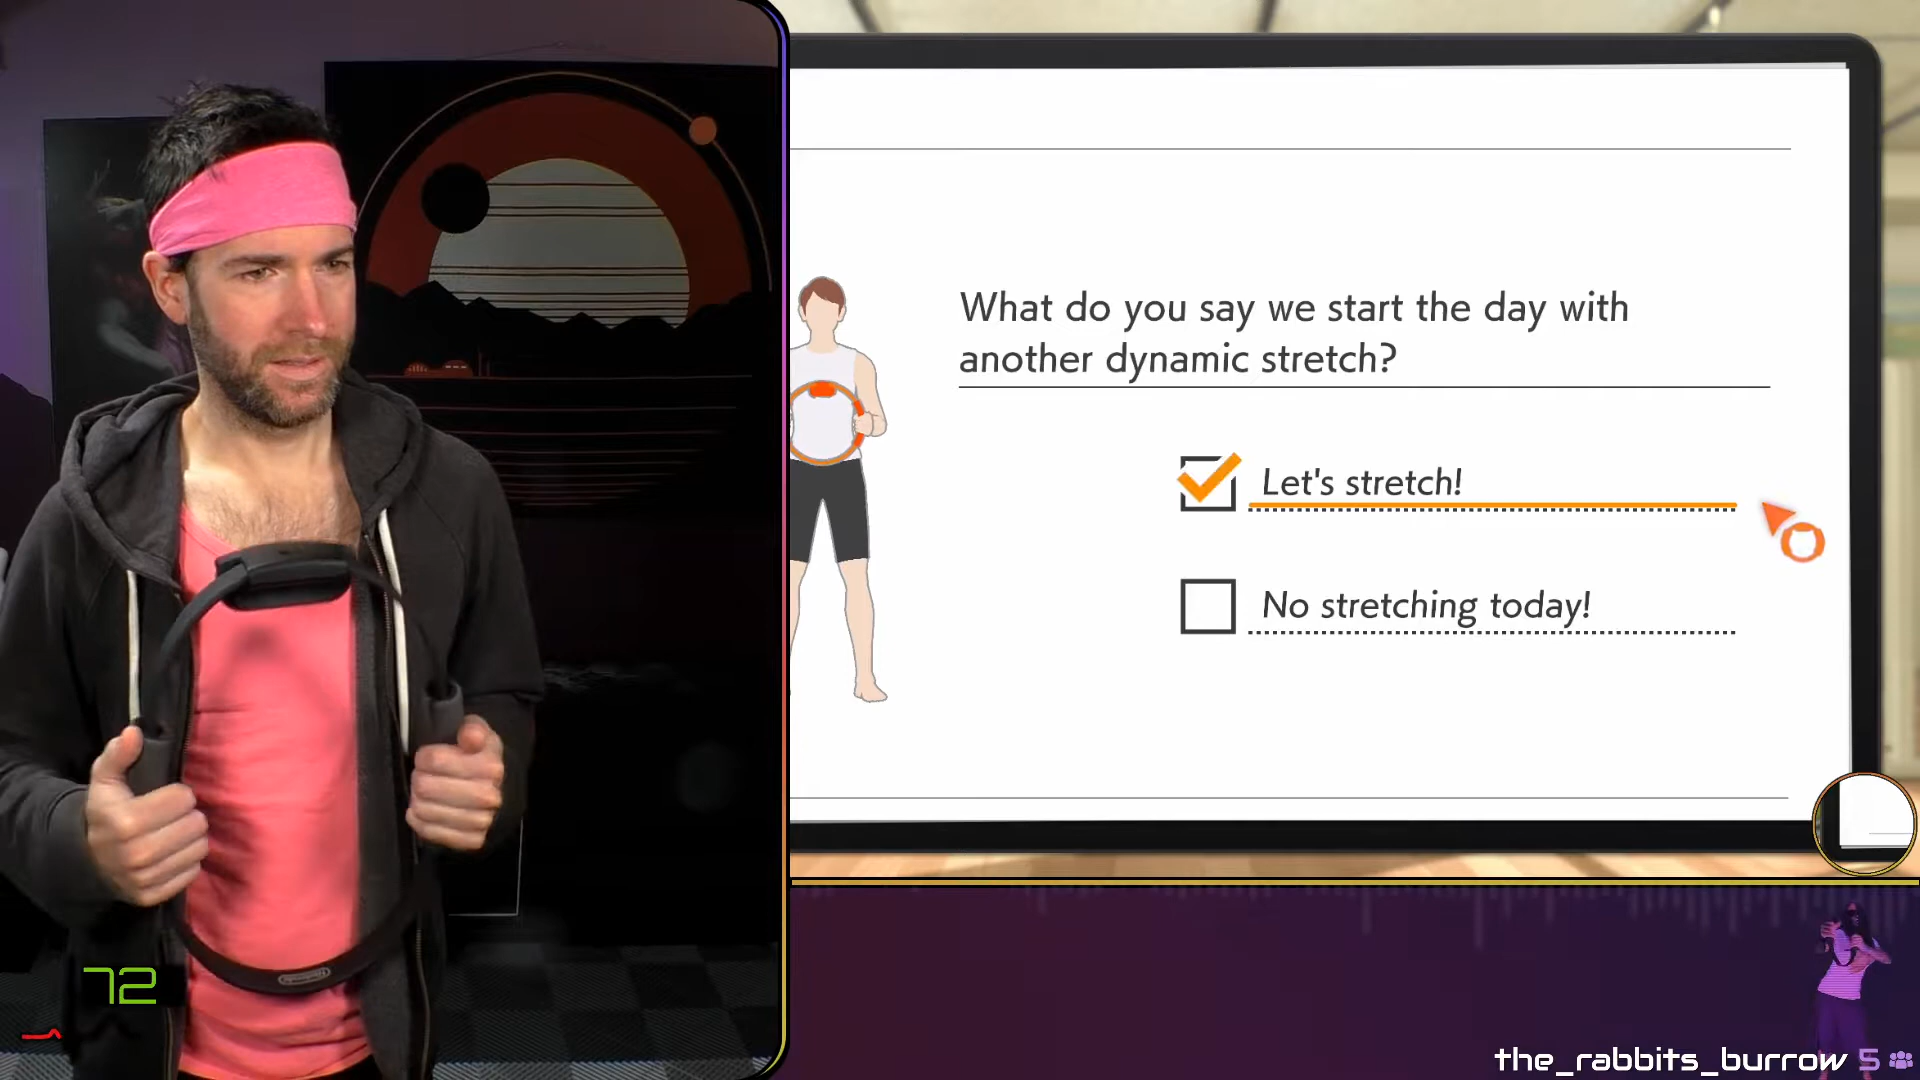 What do you say we start the day with
another dynamic stretch?
Let's stretch!
No stretching today!
72
the_rabbits_burrow 5